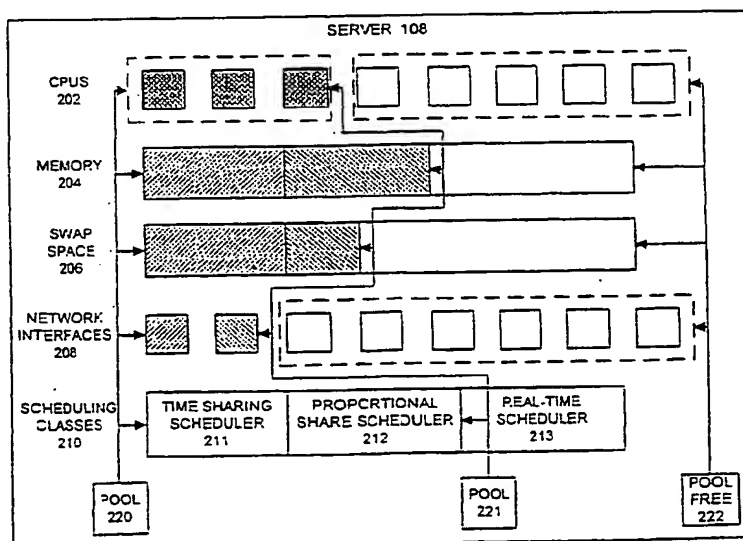 SERVER 108
CPUS
202
MEMORY
204
SWAP
SPACE
206
NETWORK
INTERFACES
208
SCHEDULING
CLASSES
210
TIME SHARING
SCHEDULER
211
PROPORTIONAL
SHARE SCHEDULER
212
REAL-TIME
SCHEDULER
213
POOL
220
POOL
221
POOL
FREE
222